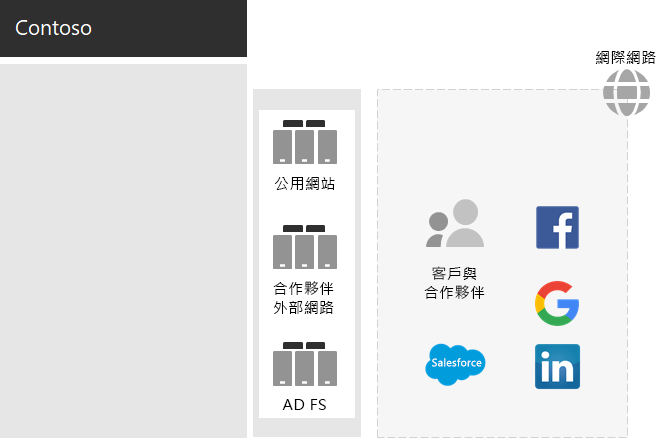 Contoso
網際網路
公用網站
合作夥伴
外部網路
AD FS
客戶與
合作夥伴
Salesforce
f
G
in